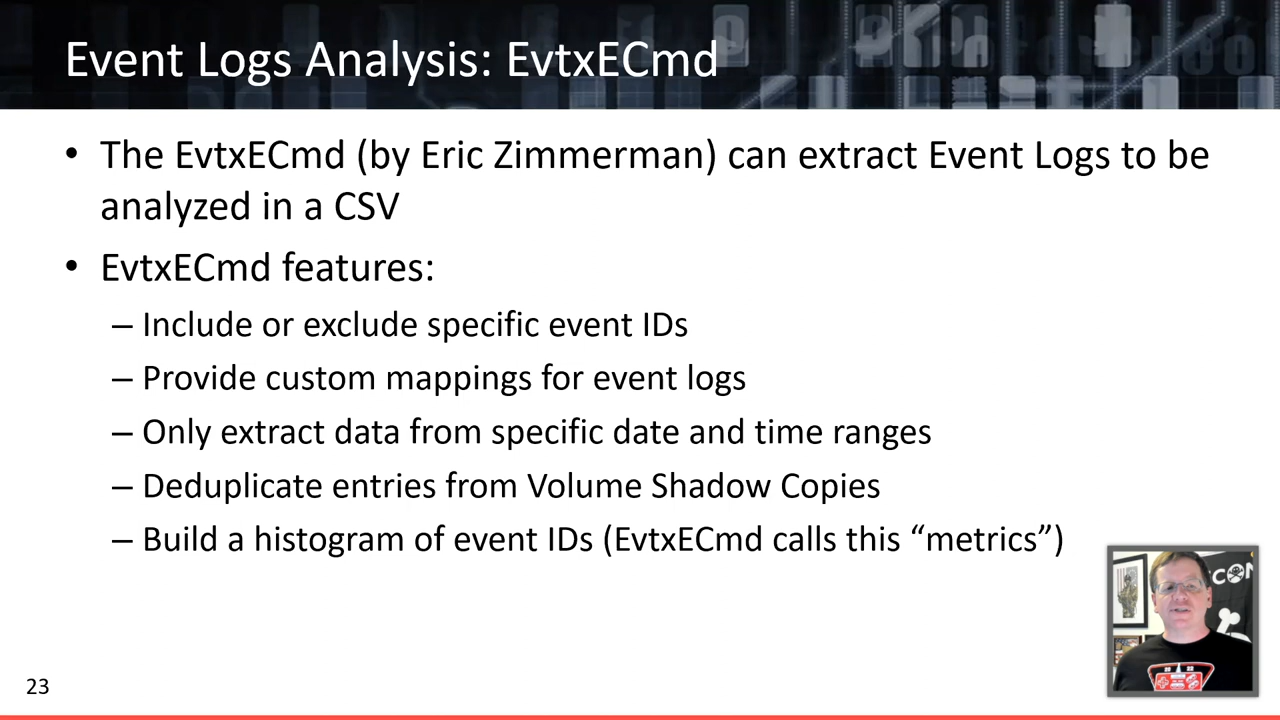 Event Logs Analysis: EvtxECmd
• The EvtxECmd (by Eric Zimmerman) can extract Event Logs to be
analyzed in a CSV
• EvtxECmd features:
– Include or exclude specific event IDs
– Provide custom mappings for event logs
– Only extract data from specific date and time ranges
– Deduplicate entries from Volume Shadow Copies
– Build a histogram of event IDs (EvtxECmd calls this “metrics”)
23